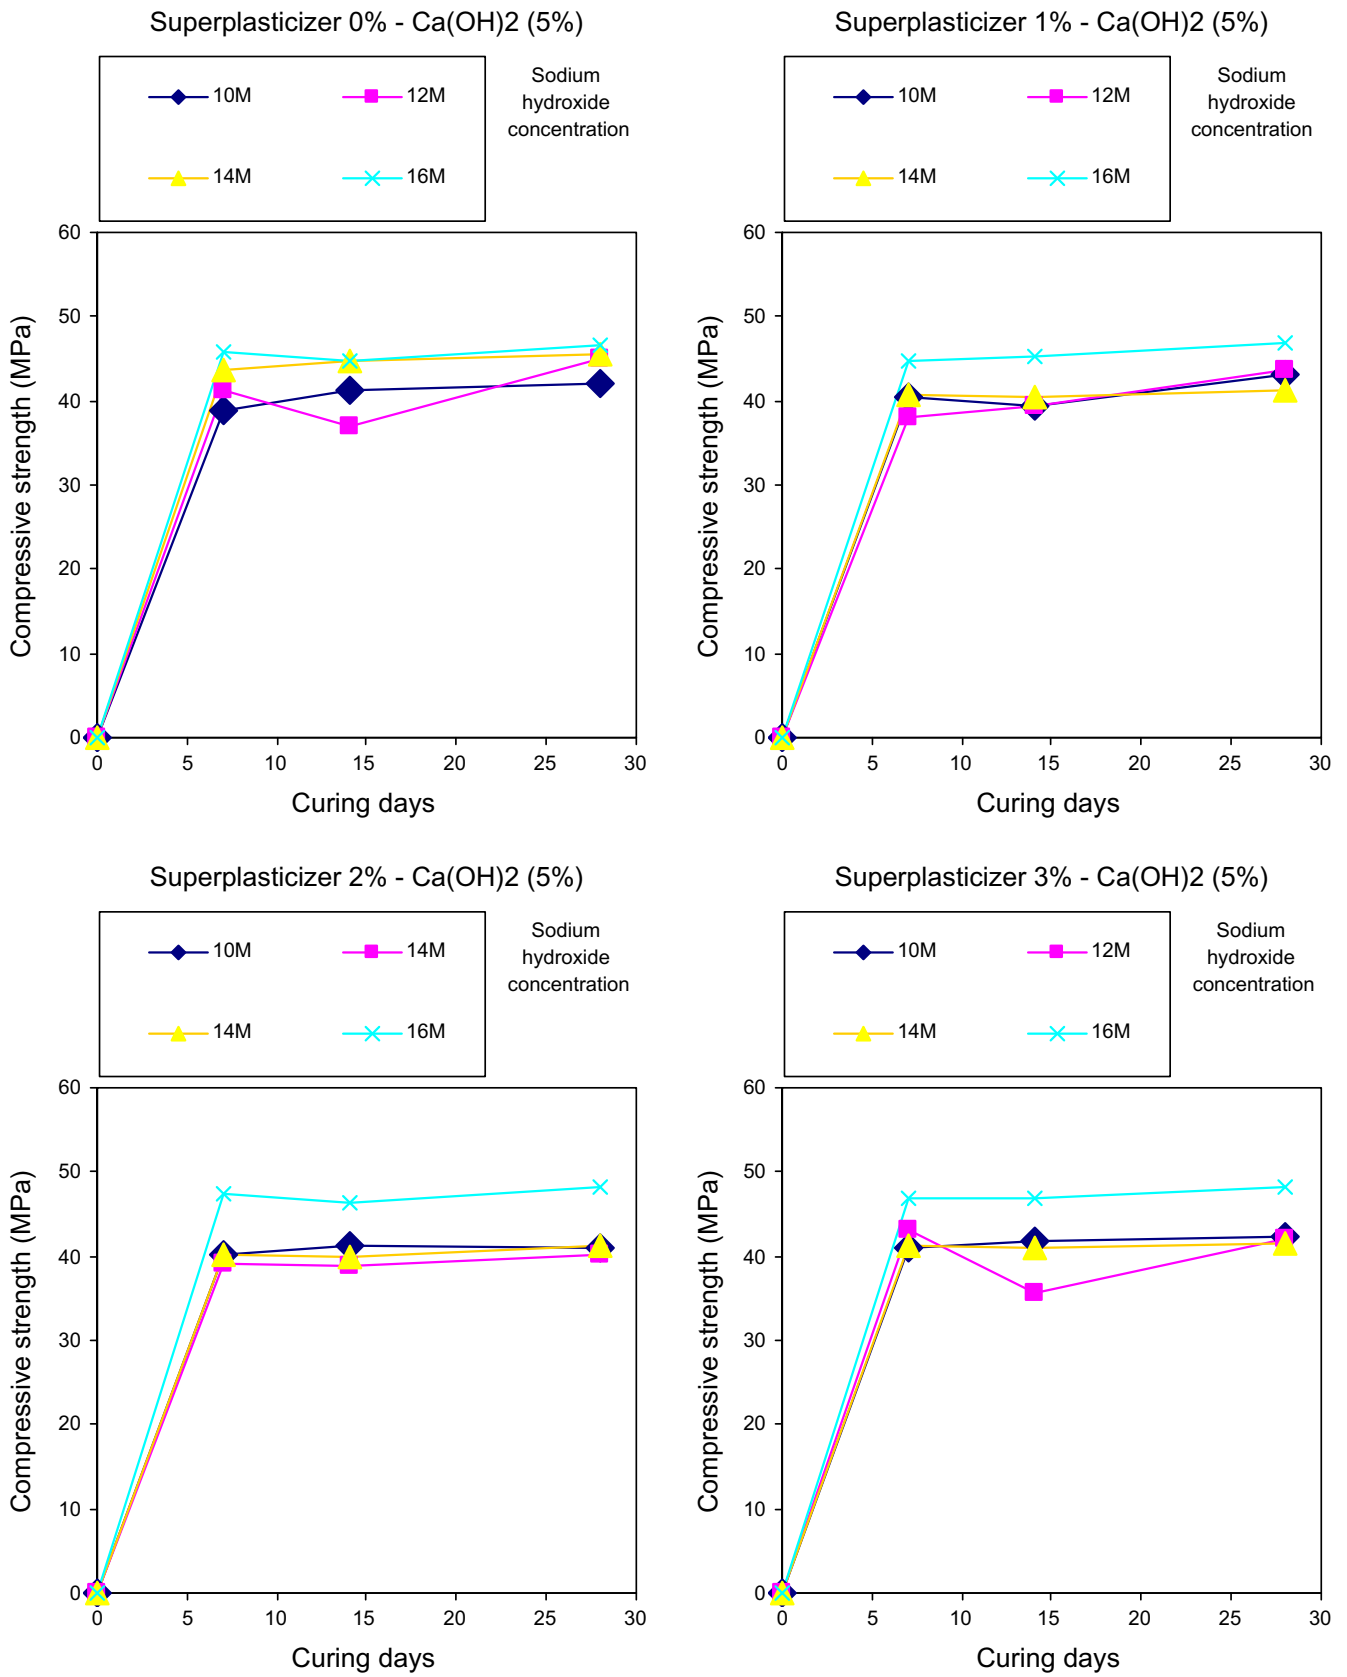 Superplasticizer 0% - Ca(OH)2 (5%)
10M
12M
14M
16M
Sodium
hydroxide
concentration
60
50
40
30
20
10
0
Compressive strength (MPa)
0 5 10 15 20 25 30
Curing days
Superplasticizer 1% - Ca(OH)2 (5%)
10M
12M
14M
16M
Sodium
hydroxide
concentration
60
50
40
30
20
10
0
Compressive strength (MPa)
0 5 10 15 20 25 30
Curing days
Superplasticizer 2% - Ca(OH)2 (5%)
10M
14M
14M
16M
Sodium
hydroxide
concentration
60
50
40
30
20
10
0
Compressive strength (MPa)
0 5 10 15 20 25 30
Curing days
Superplasticizer 3% - Ca(OH)2 (5%)
10M
12M
14M
16M
Sodium
hydroxide
concentration
60
50
40
30
20
10
0
Compressive strength (MPa)
0 5 10 15 20 25 30
Curing days